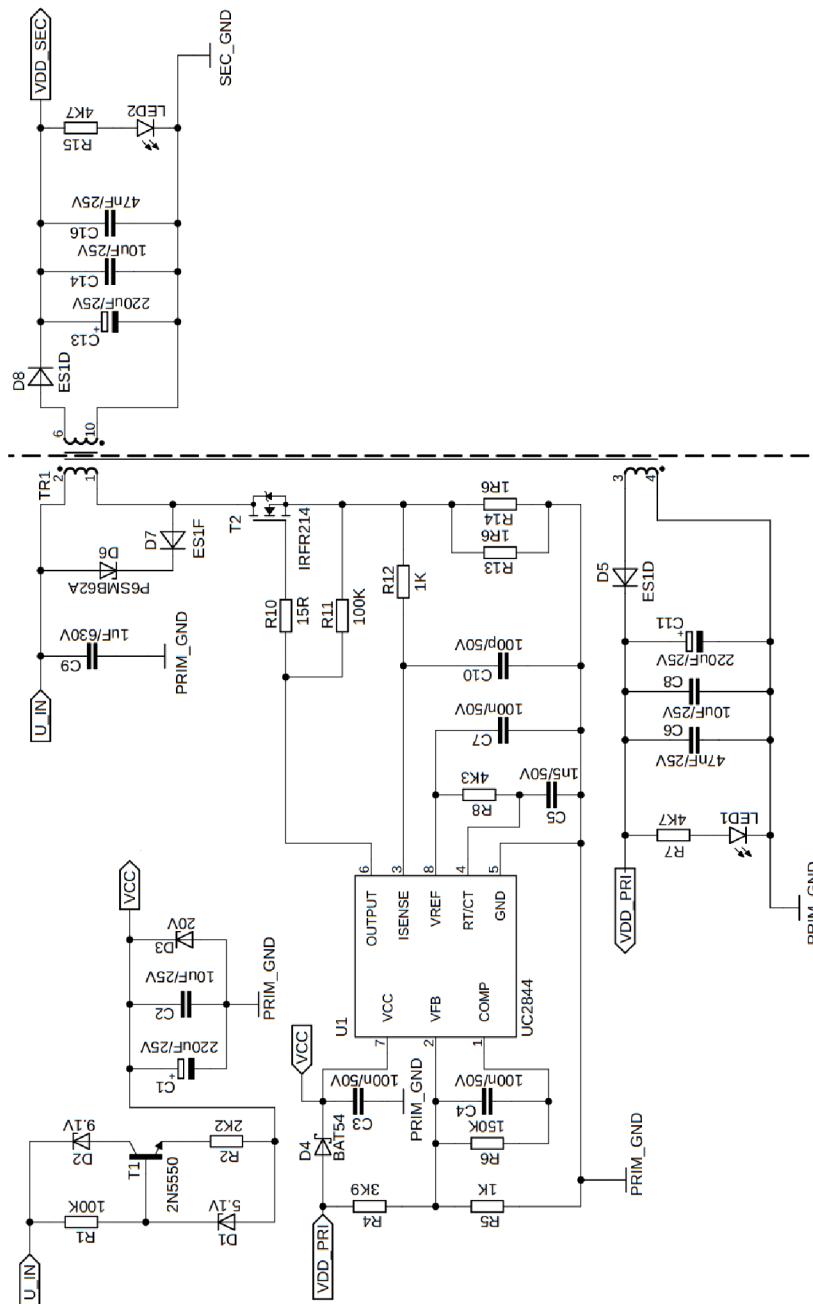 VDD_SEC
SEC_GND
4K7
R15
LED2
47nF/25V
C16
10uF/25V
C14
220uF/25V
+
C13
D8
ES1D
6
10
TR1
2
1
D7
ES1F
D6
P6SMB62A
T2
IRFR214
1uF/630V
C9
PRIM_GND
U_IN
R10
15R
R11
100K
R12
1K
1R6
R14
1R6
R13
100p/50V
C10
100n/50V
C7
4K3
R8
1n5/50V
C5
3
4
D5
ES1D
C11
+
220uF/25V
C8
10uF/25V
C6
47nF/25V
4K7
R7
LED1
VDD_PRI
PRIM_GND
VCC
20V
D3
10uF/25V
C2
220uF/25V
+
C1
PRIM_GND
9.1V
D2
T1
2N5550
2K2
R2
100K
R1
5.1V
D1
U_IN
U1
UC2844
OUTPUT
6
ISENSE
3
VREF
8
RT/CT
4
GND
5
VCC
7
VFB
2
COMP
1
VCC
100n/50V
C3
PRIM_GND
D4
BAT54
100n/50V
C4
150K
R6
3K9
R4
1K
R5
VDD_PRI
PRIM_GND